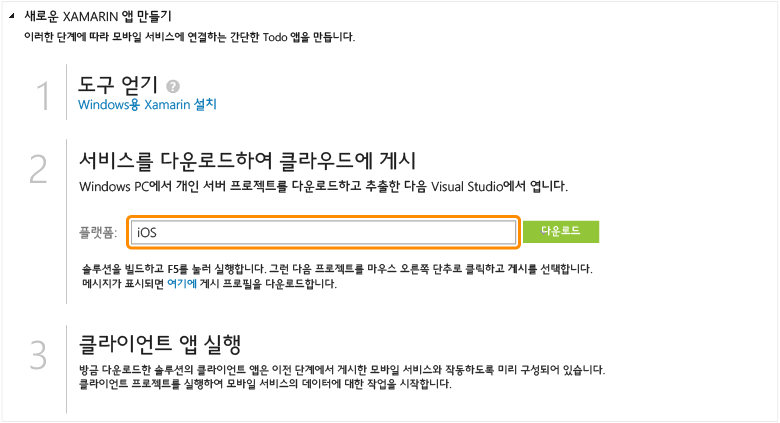 새로운 XAMARIN 앱 만들기
이러한 단계에 따라 모바일 서비스에 연결하는 간단한 Todo 앱을 만듭니다.
1
도구 얻기 ?
Windows용 Xamarin 설치
2
서비스를 다운로드하여 클라우드에 게시
Windows PC에서 개인 서버 프로젝트를 다운로드하고 추출한 다음 Visual Studio에서 엽니다.
플랫폼: iOS 다운로드
솔루션을 빌드하고 F5를 눌러 실행합니다. 그런 다음 프로젝트를 마우스 오른쪽 단추로 클릭하고 게시를 선택합니다.
메시지가 표시되면 여기에 게시 프로필을 다운로드합니다.
3
클라이언트 앱 실행
방금 다운로드한 솔루션의 클라이언트 앱은 이전 단계에서 게시한 모바일 서비스와 작동하도록 미리 구성되어 있습니다.
클라이언트 프로젝트를 실행하여 모바일 서비스의 데이터에 대한 작업을 시작합니다.